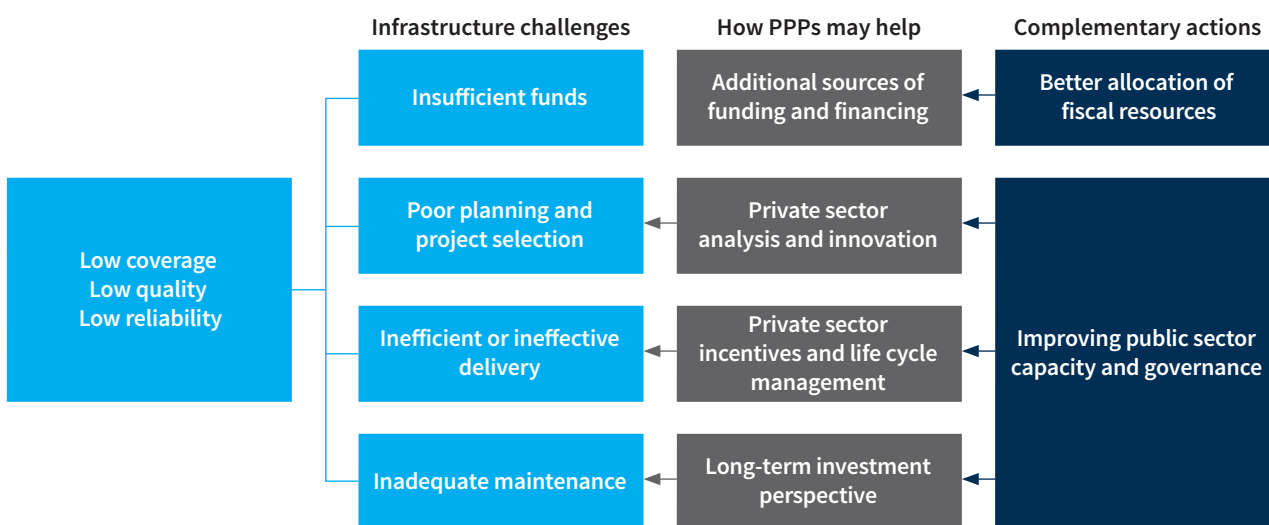 Infrastructure challenges
How PPPs may help
Complementary actions
Low coverage
Low quality
Low reliability
Insufficient funds
Additional sources of
funding and financing
Better allocation of
fiscal resources
Poor planning and
project selection
Private sector
analysis and innovation
Inefficient or ineffective
delivery
Private sector
incentives and life cycle
management
Improving public sector
capacity and governance
Inadequate maintenance
Long-term investment
perspective